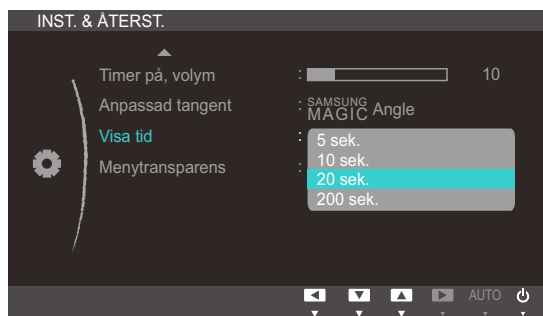 INST. & ÅTERST.
Timer på, volym : 10
Anpassad tangent : SAMSUNG MAGIC Angle
Visa tid :
5 sek.
10 sek.
20 sek.
200 sek.
Menytransparens :
AUTO